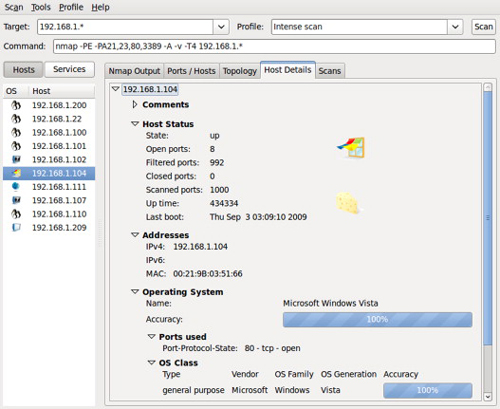 Scan Tools Profile Help
Target: 192.168.1.* Profile: Intense scan Scan
Command: nmap -PE -PA21,23,80,3389 -A -v -T4 192.168.1.*
Hosts Services
OS Host
192.168.1.200
192.168.1.22
192.168.1.100
192.168.1.101
192.168.1.102
192.168.1.104
192.168.1.111
192.168.1.107
192.168.1.110
192.168.1.209
Nmap Output Ports / Hosts Topology Host Details Scans
192.168.1.104
Comments
Host Status
State: up
Open ports: 8
Filtered ports: 992
Closed ports: 0
Scanned ports: 1000
Up time: 434334
Last boot: Thu Sep 3 03:09:10 2009
Addresses
IPv4: 192.168.1.104
IPv6:
MAC: 00:21:9B:03:51:66
Operating System
Name: Microsoft Windows Vista
Accuracy: 100%
Ports used
Port-Protocol-State: 80 - tcp - open
OS Class
Type Vendor OS Family OS Generation Accuracy
general purpose Microsoft Windows Vista 100%